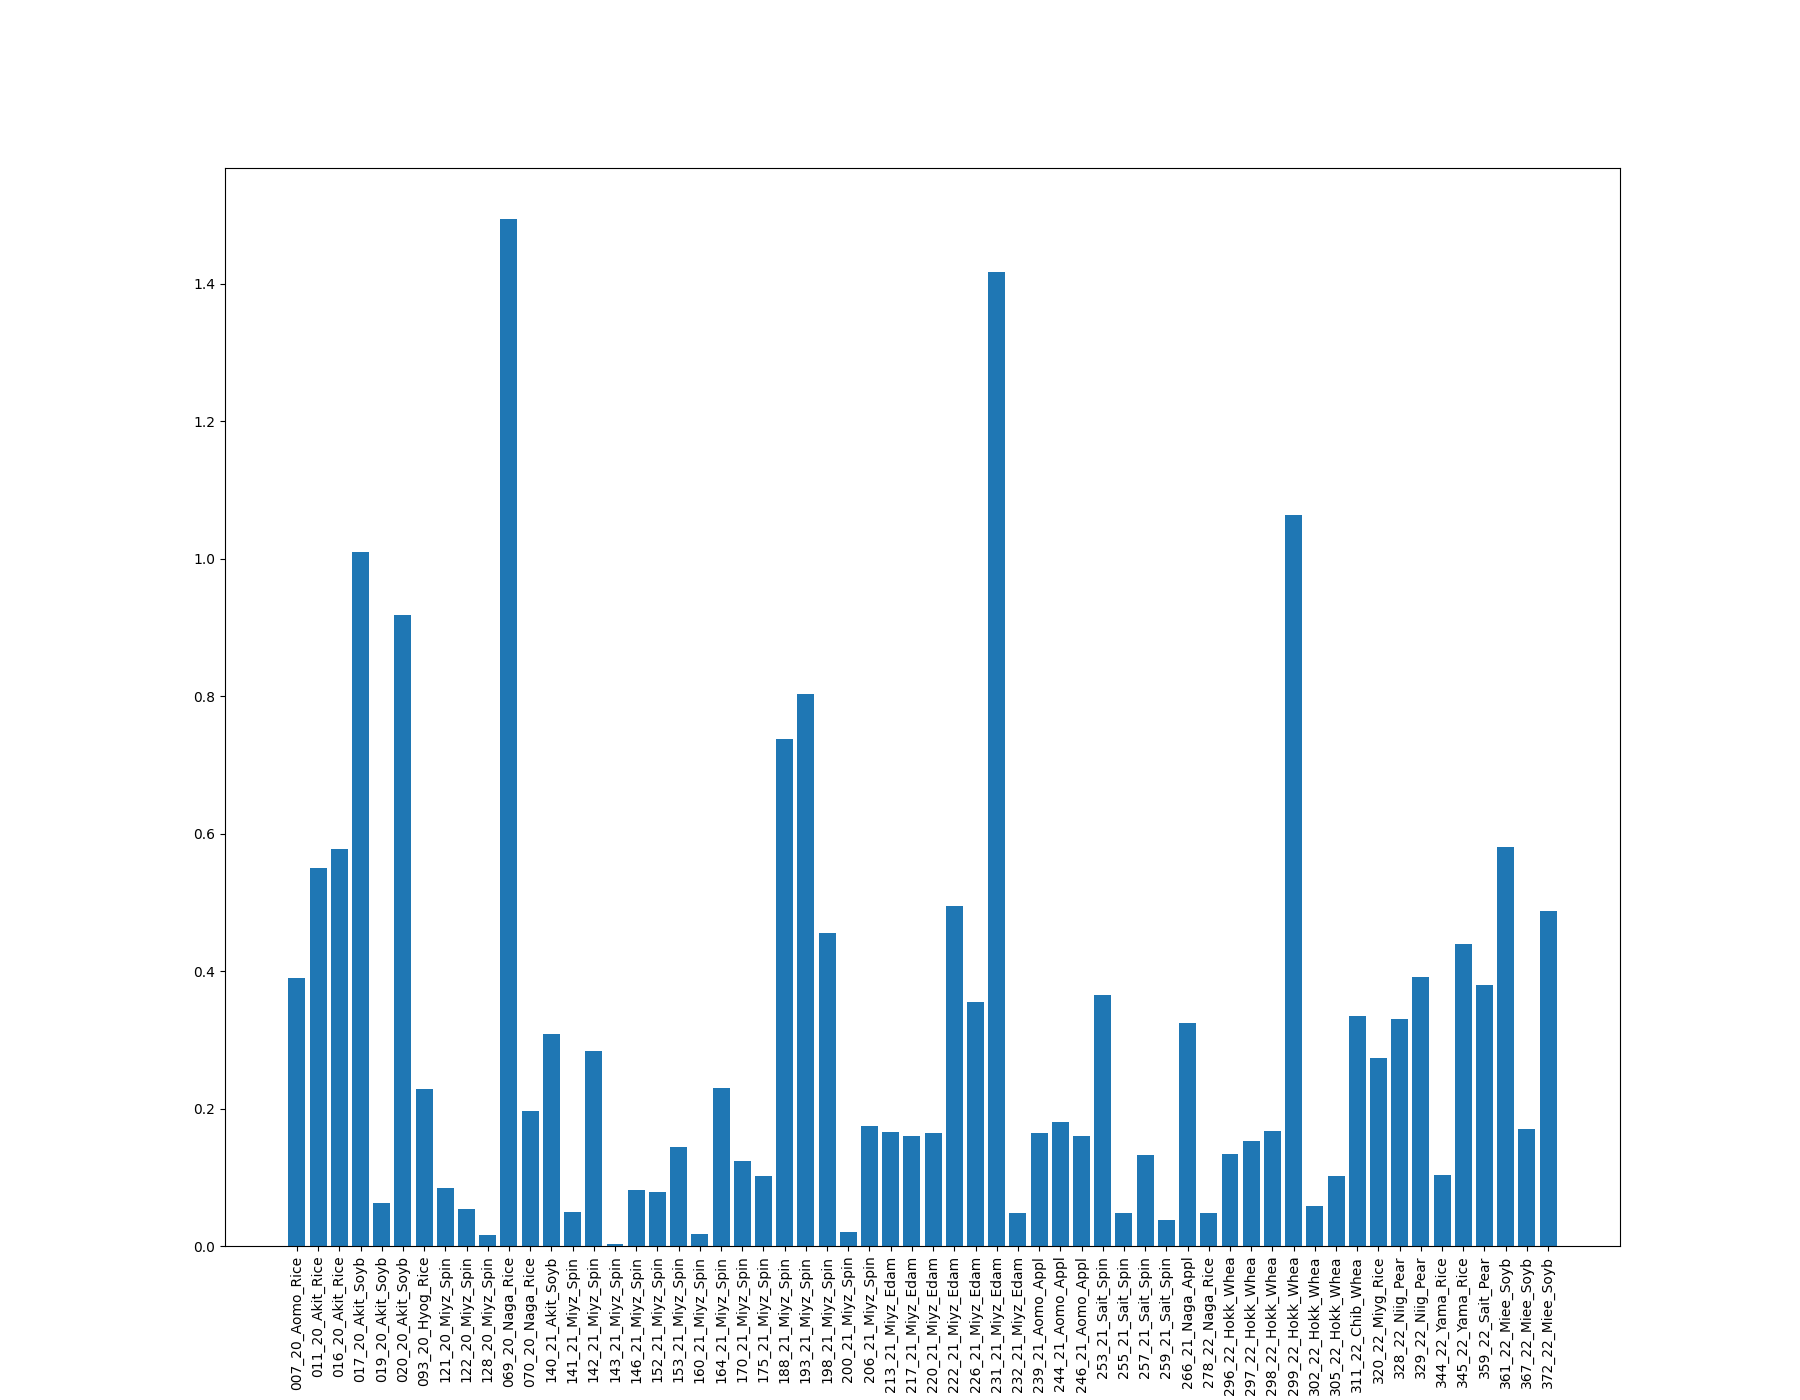 1.4
1.2
1.0
0.8
0.6
0.4
0.2
0.0
007_20_Aomo_Rice
011_20_Akit_Rice
016_20_Akit_Rice
017_20_Akit_Soyb
019_20_Akit_Soyb
020_20_Akit_Soyb
093_20_Hyog_Rice
121_20_Miyz_Spin
122_20_Miyz_Spin
128_20_Miyz_Spin
069_20_Naga_Rice
070_20_Naga_Rice
140_21_Akit_Soyb
141_21_Miyz_Spin
142_21_Miyz_Spin
143_21_Miyz_Spin
146_21_Miyz_Spin
152_21_Miyz_Spin
153_21_Miyz_Spin
160_21_Miyz_Spin
164_21_Miyz_Spin
170_21_Miyz_Spin
175_21_Miyz_Spin
188_21_Miyz_Spin
193_21_Miyz_Spin
198_21_Miyz_Spin
200_21_Miyz_Spin
206_21_Miyz_Spin
213_21_Miyz_Edam
217_21_Miyz_Edam
220_21_Miyz_Edam
222_21_Miyz_Edam
226_21_Miyz_Edam
231_21_Miyz_Edam
232_21_Miyz_Edam
239_21_Aomo_Appl
244_21_Aomo_Appl
246_21_Aomo_Appl
253_21_Sait_Spin
255_21_Sait_Spin
257_21_Sait_Spin
259_21_Sait_Spin
266_21_Naga_Appl
278_22_Naga_Rice
296_22_Hokk_Whea
297_22_Hokk_Whea
298_22_Hokk_Whea
299_22_Hokk_Whea
302_22_Hokk_Whea
305_22_Hokk_Whea
311_22_Chib_Whea
320_22_Miyg_Rice
328_22_Niig_Pear
329_22_Niig_Pear
344_22_Yama_Rice
345_22_Yama_Rice
359_22_Sait_Pear
361_22_Miee_Soyb
367_22_Miee_Soyb
372_22_Miee_Soyb